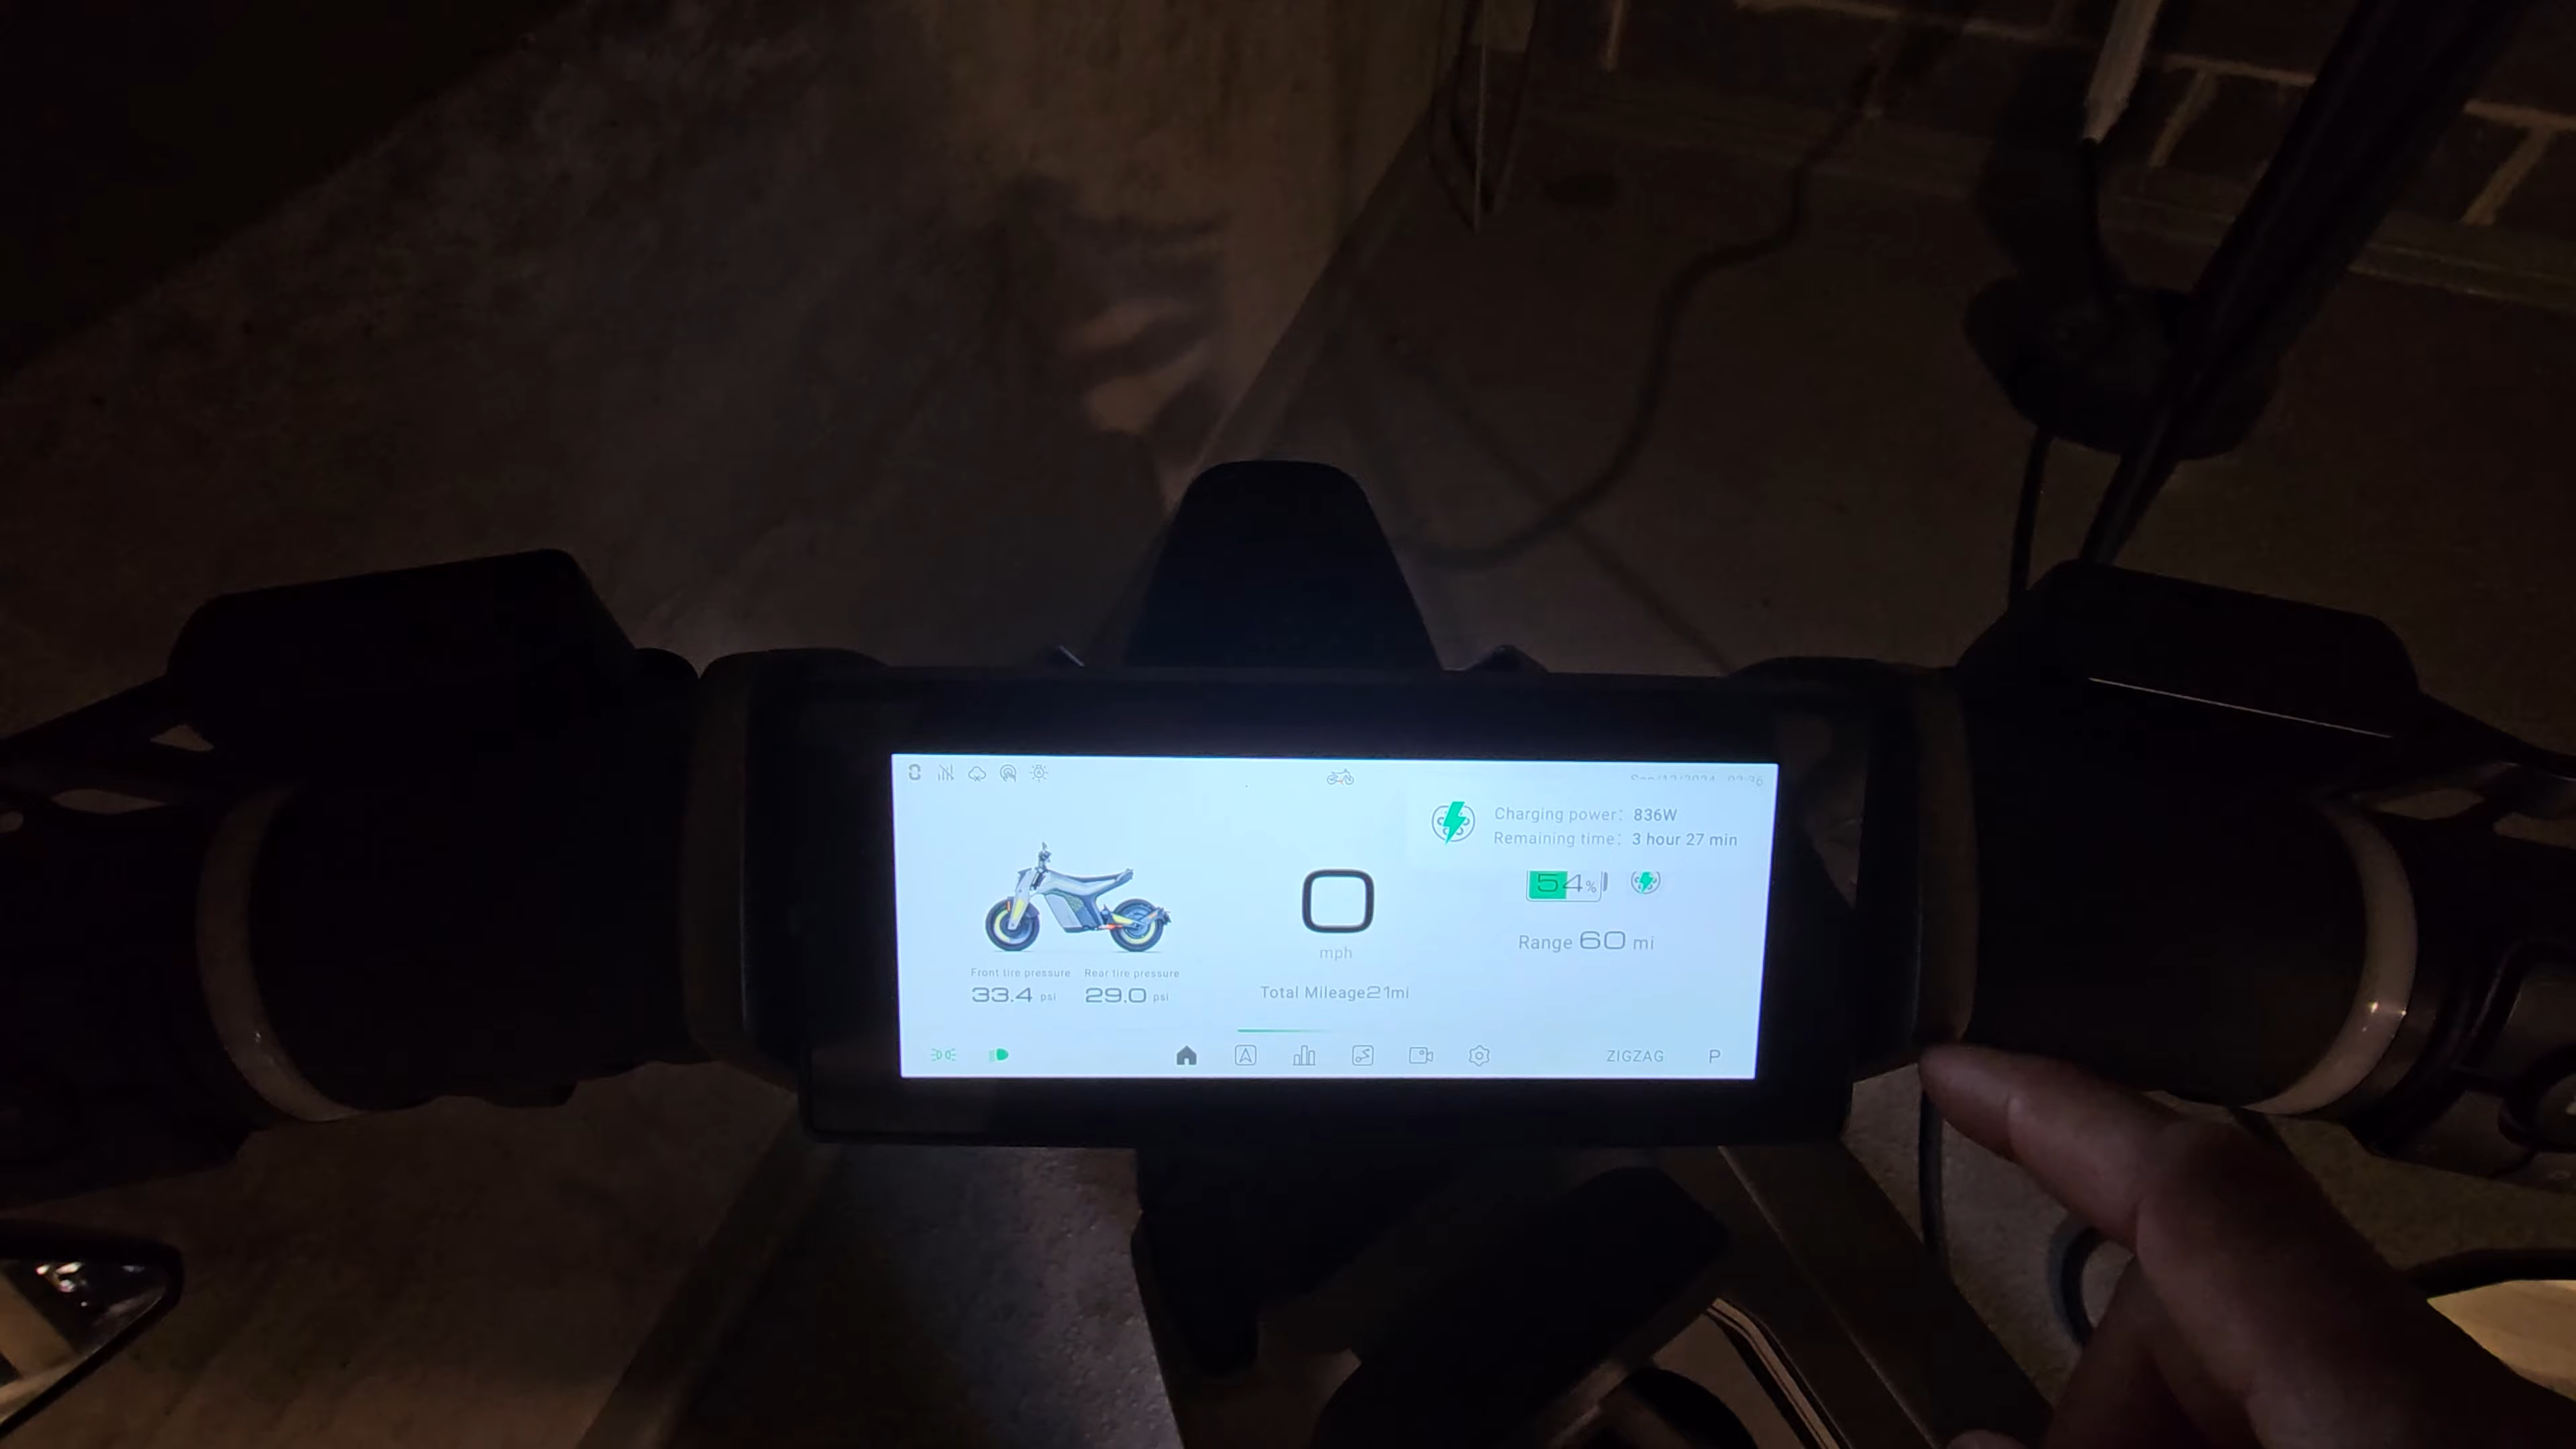 Charging power: 836W
Remaining time: 3 hour 27 min
54%
Range 60 mi
0
mph
Front tire pressure Rear tire pressure
33.4 psi 29.0 psi
Total Mileage21mi
ZIGZAG P